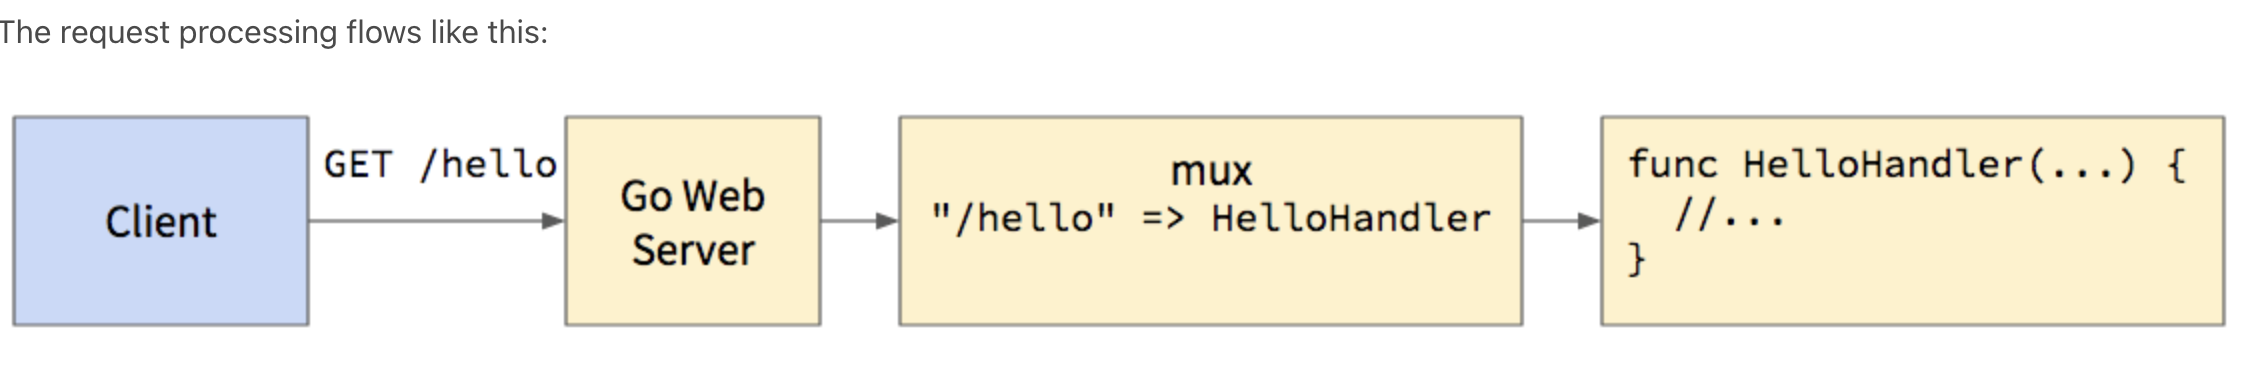 The request processing flows like this:
Client
GET /hello
Go Web
Server
mux
"/hello" => HelloHandler
func HelloHandler(...) {
//...
}